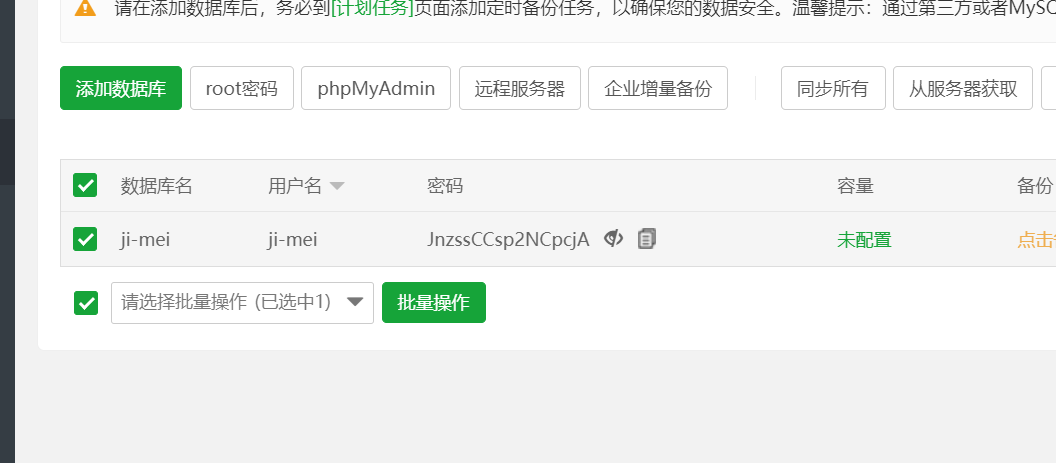 请在添加数据库后，务必到[计划任务]页面添加定时备份任务，以确保您的数据安全。温馨提示：通过第三方或者MySQ
添加数据库 root密码 phpMyAdmin 远程服务器 企业增量备份 同步所有 从服务器获取
数据库名 用户名 密码 容量 备份
ji-mei ji-mei JnzssCCsp2NCpcjA 未配置 点击
请选择批量操作 (已选中1) 批量操作